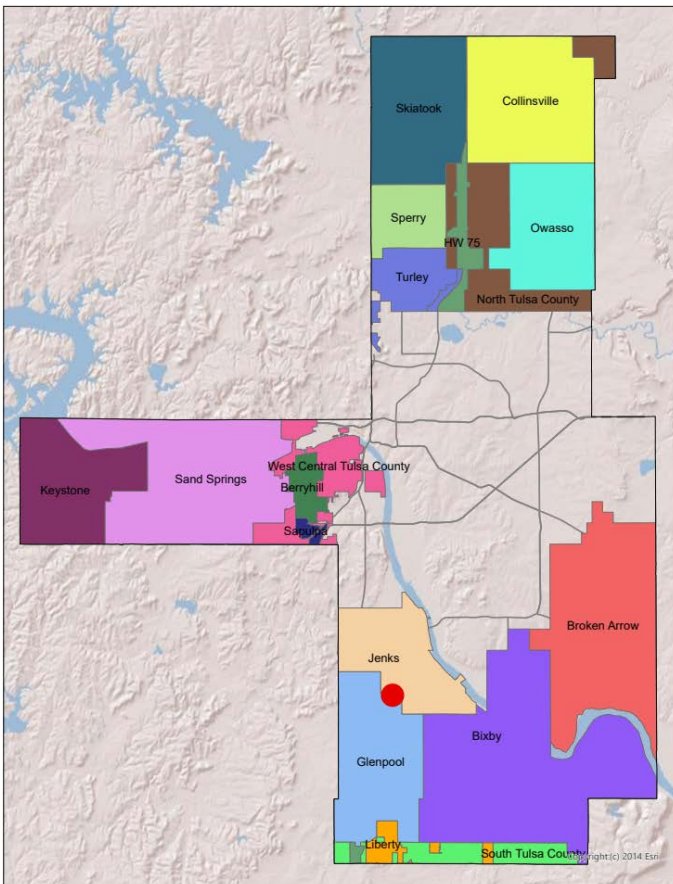 Skiatook
Collinsville
Sperry
Owasso
HW 75
Turley
North Tulsa County
West Central Tulsa County
Keystone
Sand Springs
Berryhill
Sapulpa
Broken Arrow
Jenks
Bixby
Glenpool
Liberty
South Tulsa County
Copyright:(c) 2014 Esri